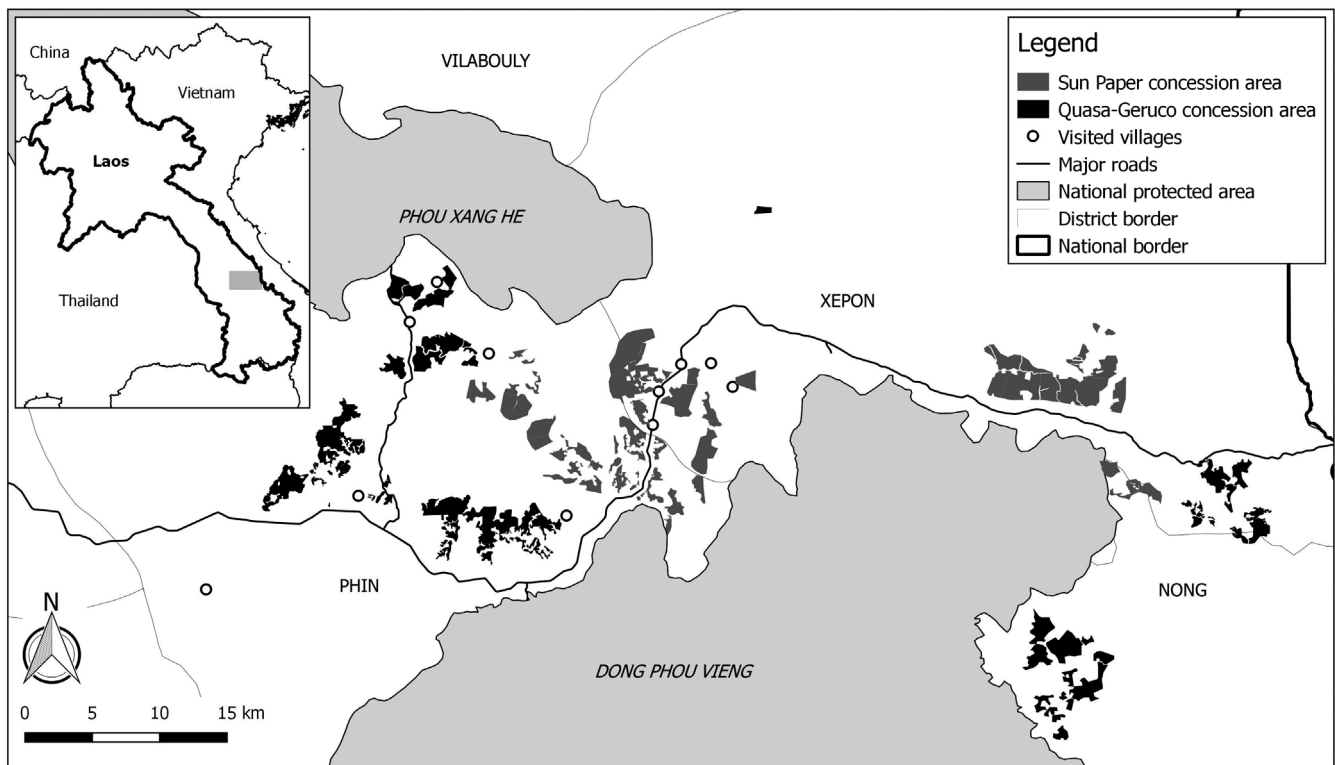 China
Vietnam
Laos
Thailand
VILABOULY
PHOU XANG HE
XEPON
PHIN
NONG
DONG PHOU VIENG
Legend
Sun Paper concession area
Quasa-Geruco concession area
Visited villages
Major roads
National protected area
District border
National border
N
0 5 10 15 km